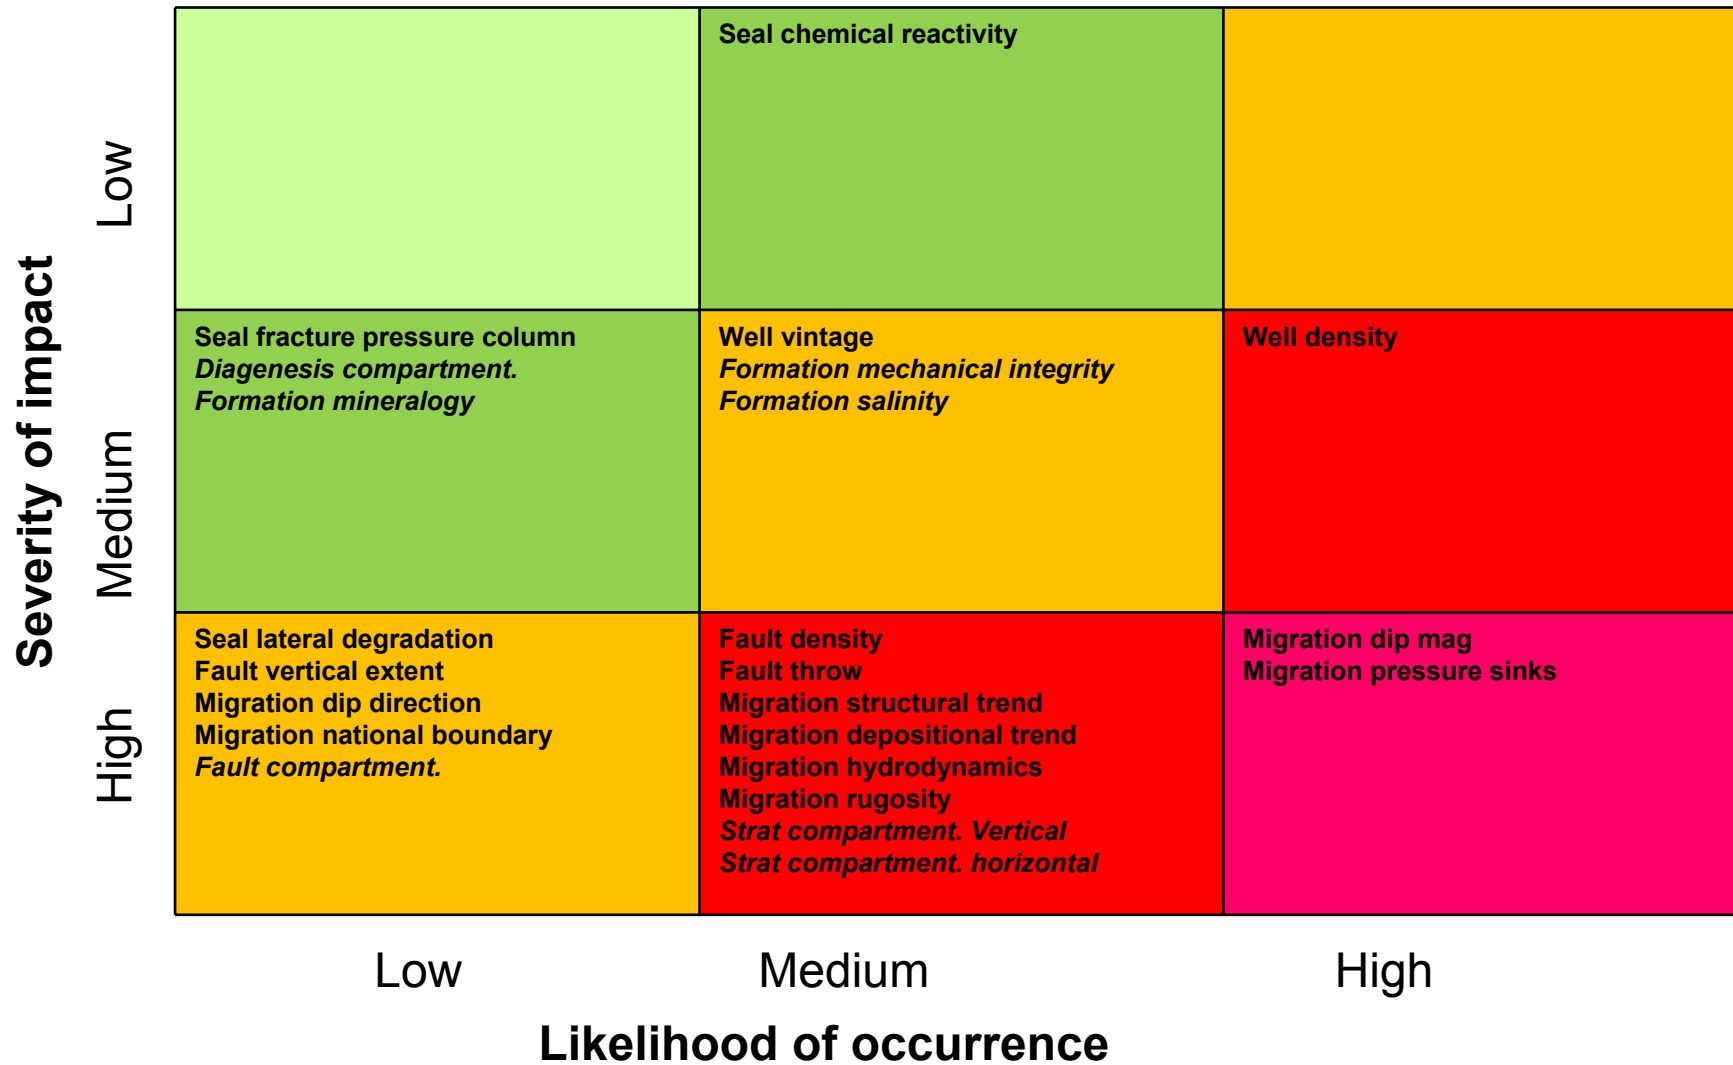 Seal chemical reactivity
Low
Seal fracture pressure column
Diagenesis compartment.
Formation mineralogy
Well vintage
Formation mechanical integrity
Formation salinity
Well density
Medium
Severity of impact
Seal lateral degradation
Fault vertical extent
Migration dip direction
Migration national boundary
Fault compartment.
Fault density
Fault throw
Migration structural trend
Migration depositional trend
Migration hydrodynamics
Migration rugosity
Strat compartment. Vertical
Strat compartment. horizontal
Migration dip mag
Migration pressure sinks
High
Low
Medium
High
Likelihood of occurrence